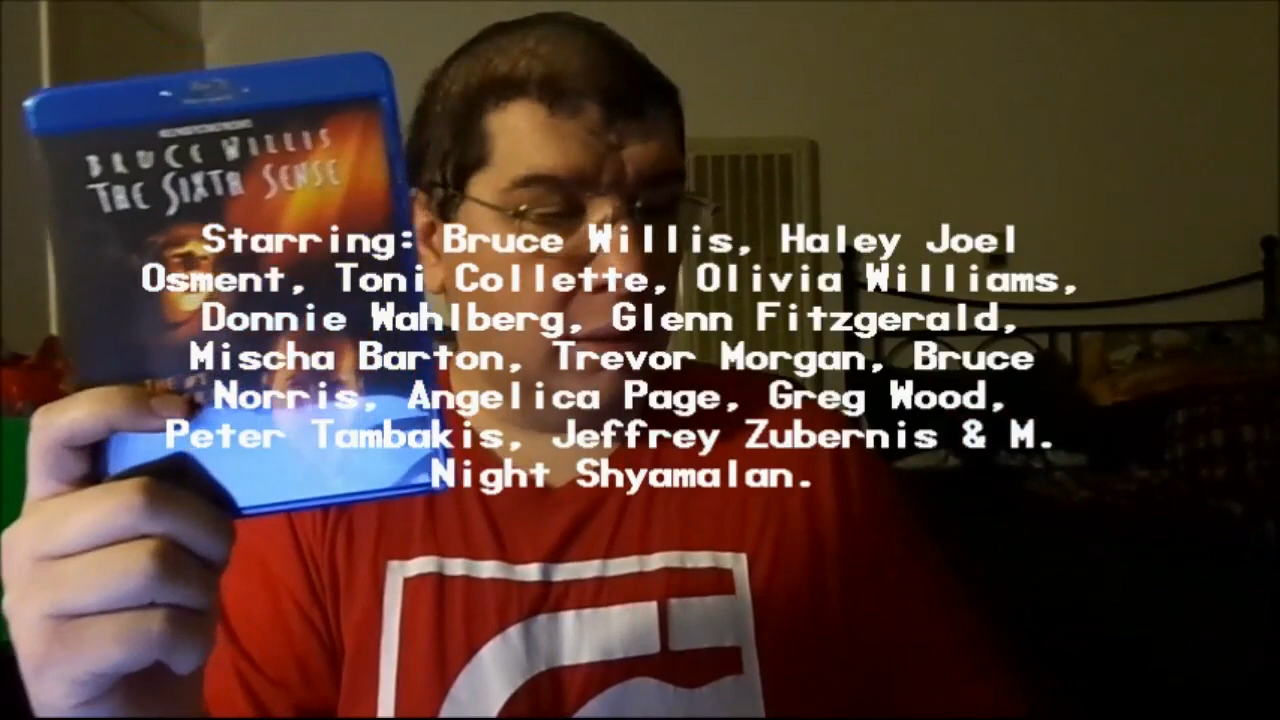 BRUCE WILLIS
THE SIXTH SENSE
Starring: Bruce Willis, Haley Joel
Osment, Toni Collette, Olivia Williams,
Donnie Wahlberg, Glenn Fitzgerald,
Mischa Barton, Trevor Morgan, Bruce
Norris, Angelica Page, Greg Wood,
Peter Tambakis, Jeffrey Zubernis & M.
Night Shyamalan.